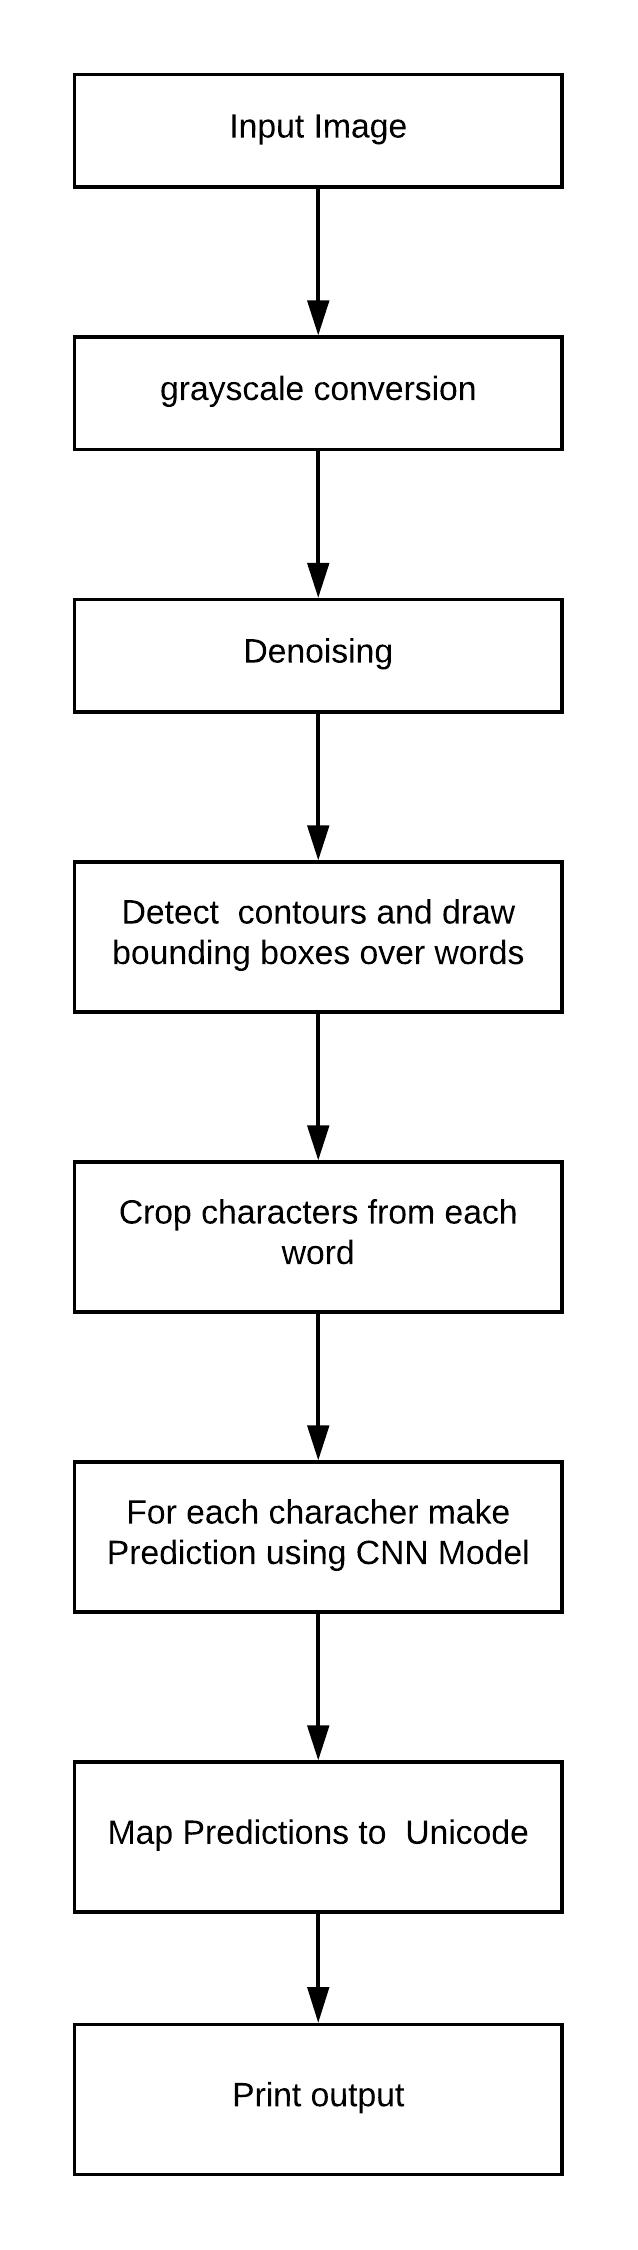 Input Image
grayscale conversion
Denoising
Detect  contours and draw
bounding boxes over words
Crop characters from each
word
For each characher make
Prediction using CNN Model
Map Predictions to  Unicode
Print output